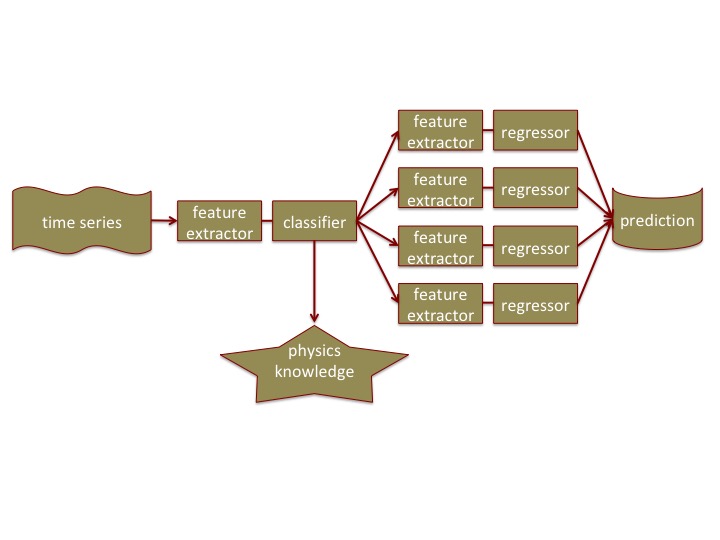 time series
feature
extractor
classifier
feature
extractor
regressor
feature
extractor
regressor
feature
extractor
regressor
feature
extractor
regressor
prediction
physics
knowledge